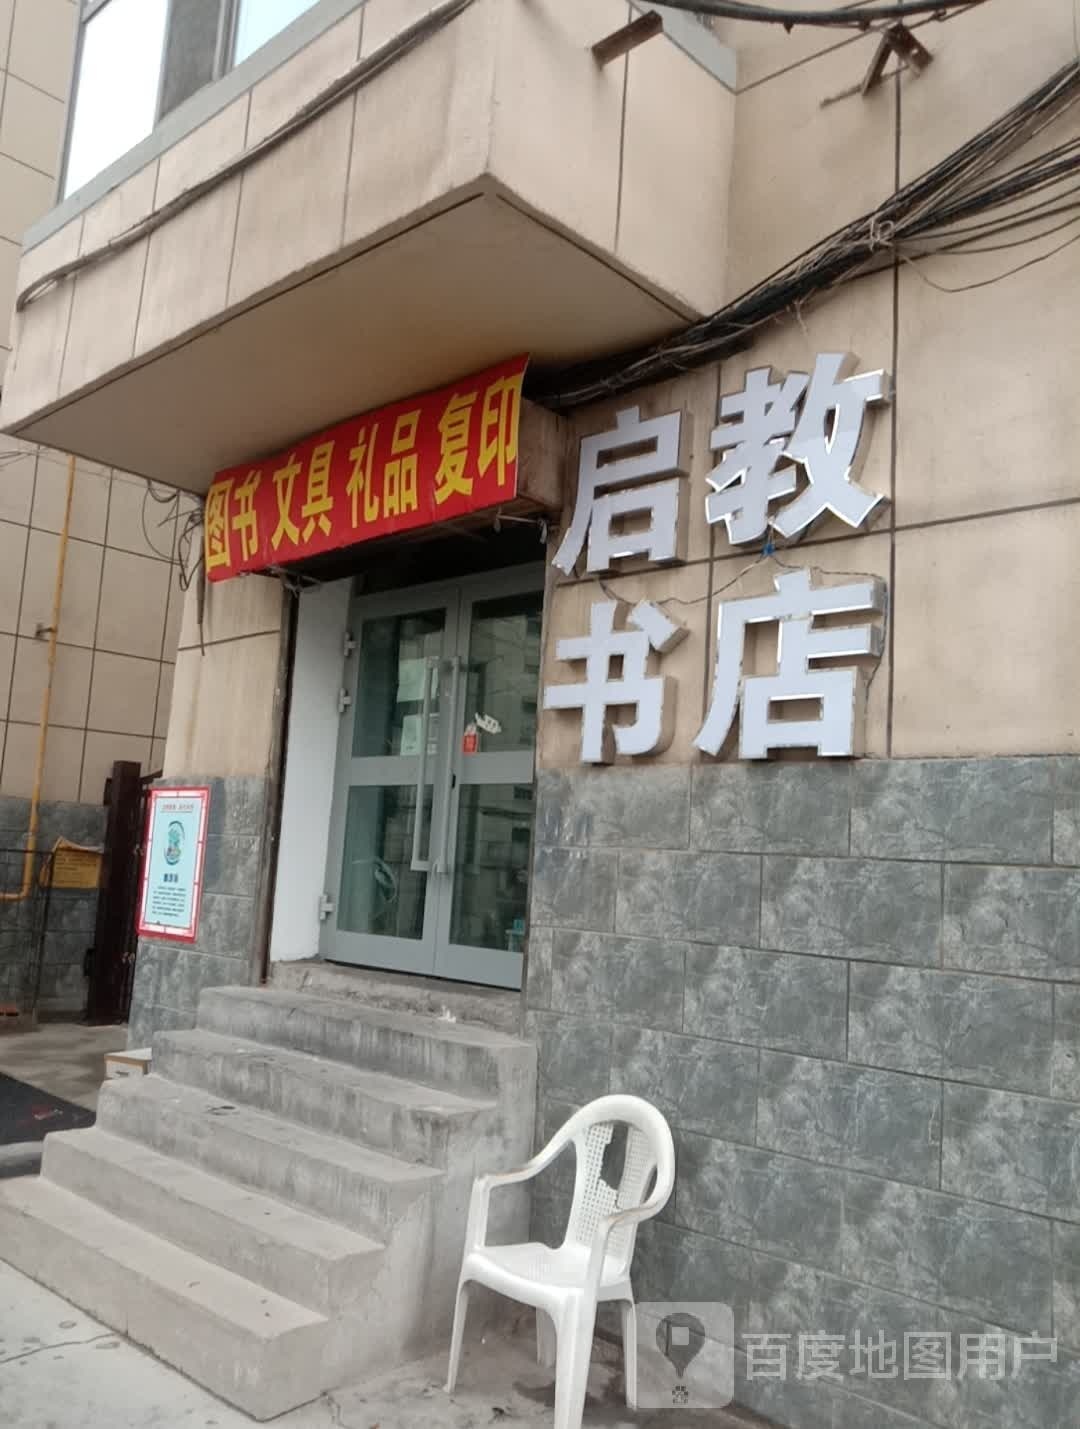 图书 文具 礼品 复印
启教
书店
百度地图用户